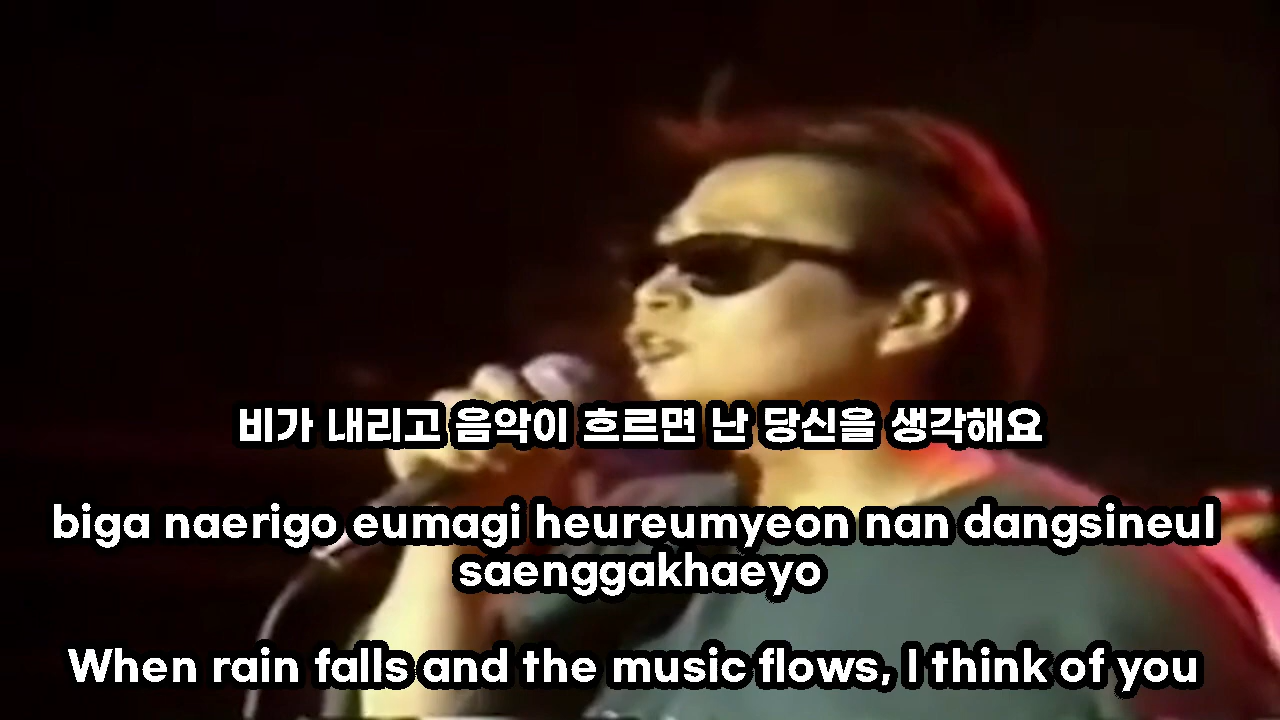 비가 내리고 음악이 흐르면 난 당신을 생각해요
biga naerigo eumagi heureumyeon nan dangsineul
saenggakhaeyo
When rain falls and the music flows, I think of you